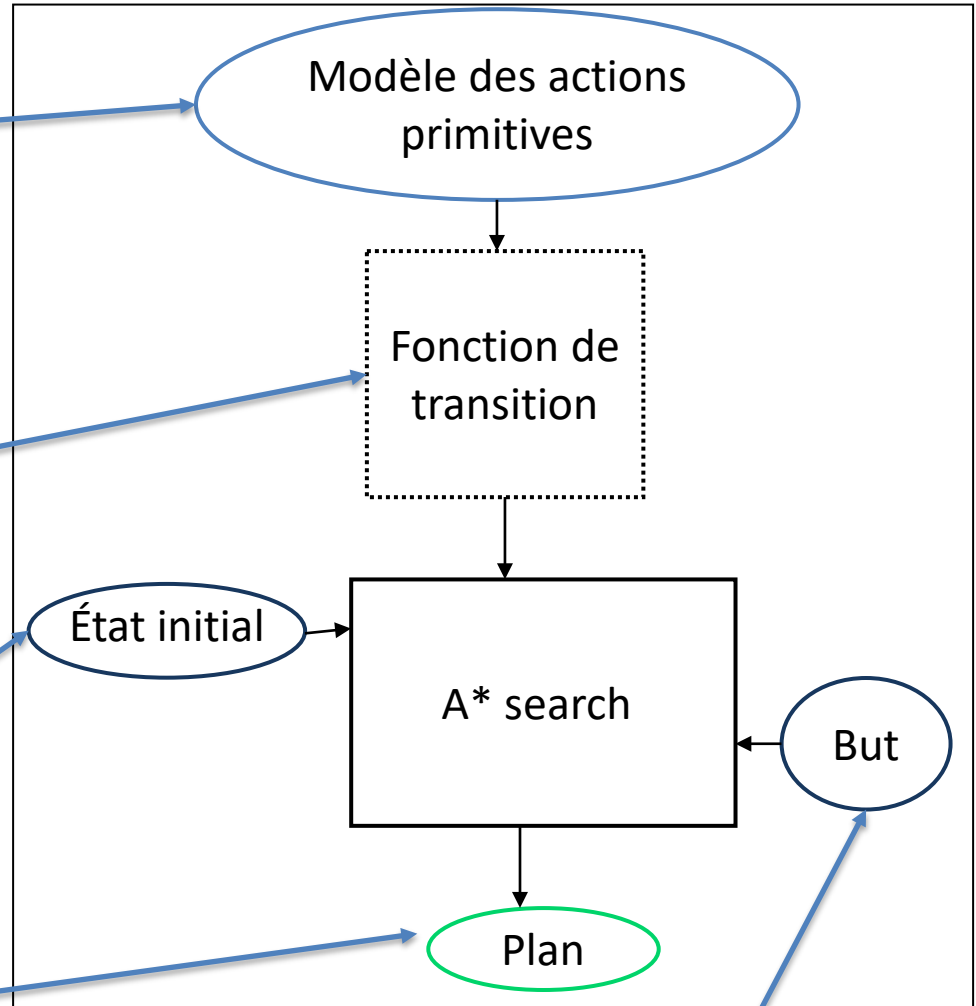 Modèle des actions
primitives
Fonction de
transition
État initial
A* search
But
Plan